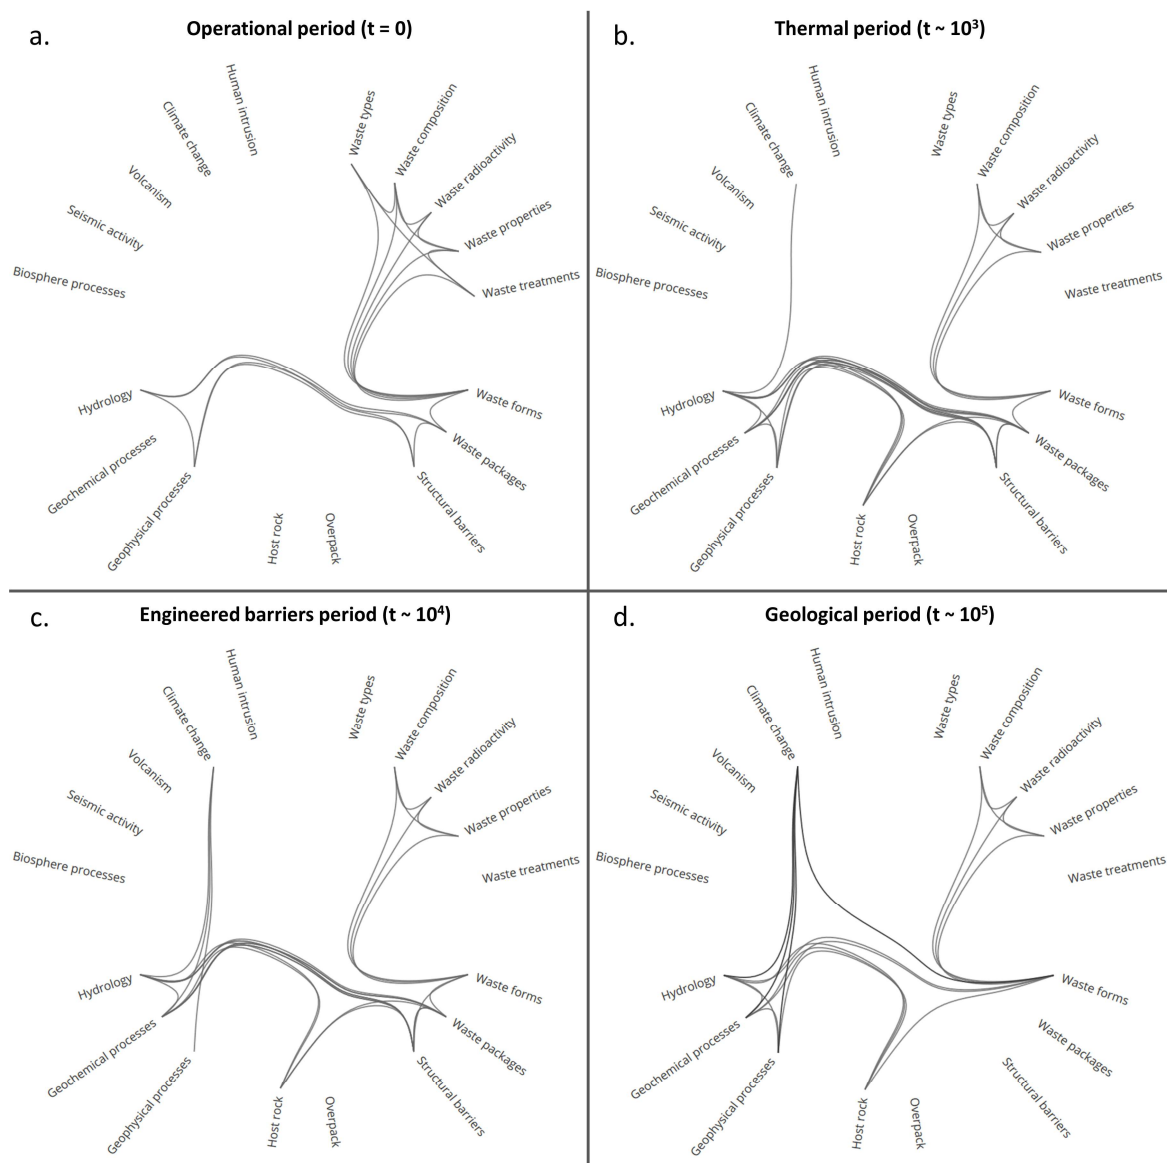 a.
Operational period (t = 0)
Human intrusion
Climate change
Volcanism
Seismic activity
Biosphere processes
Hydrology
Geochemical processes
Geophysical processes
Host rock
Overpack
Structural barriers
Waste packages
Waste forms
Waste treatments
Waste properties
Waste radioactivity
Waste composition
Waste types
b.
Thermal period (t ~ 10³)
Human intrusion
Climate change
Volcanism
Seismic activity
Biosphere processes
Hydrology
Geochemical processes
Geophysical processes
Host rock
Overpack
Structural barriers
Waste packages
Waste forms
Waste treatments
Waste properties
Waste radioactivity
Waste composition
Waste types
c.
Engineered barriers period (t ~ 10⁴)
Human intrusion
Climate change
Volcanism
Seismic activity
Biosphere processes
Hydrology
Geochemical processes
Geophysical processes
Host rock
Overpack
Structural barriers
Waste packages
Waste forms
Waste treatments
Waste properties
Waste radioactivity
Waste composition
Waste types
d.
Geological period (t ~ 10⁵)
Human intrusion
Climate change
Volcanism
Seismic activity
Biosphere processes
Hydrology
Geochemical processes
Geophysical processes
Host rock
Overpack
Structural barriers
Waste packages
Waste forms
Waste treatments
Waste properties
Waste radioactivity
Waste composition
Waste types